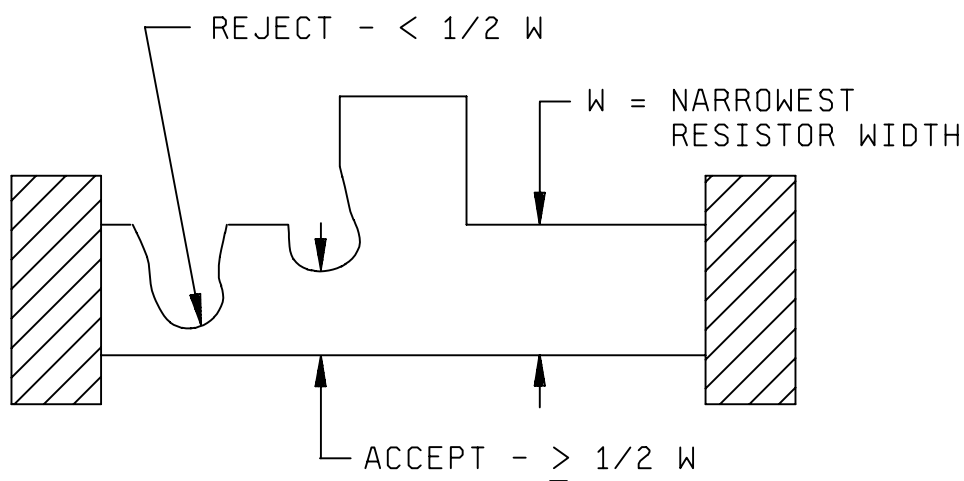 REJECT - < 1/2 W
W = NARROWEST
RESISTOR WIDTH
ACCEPT - ≥ 1/2 W